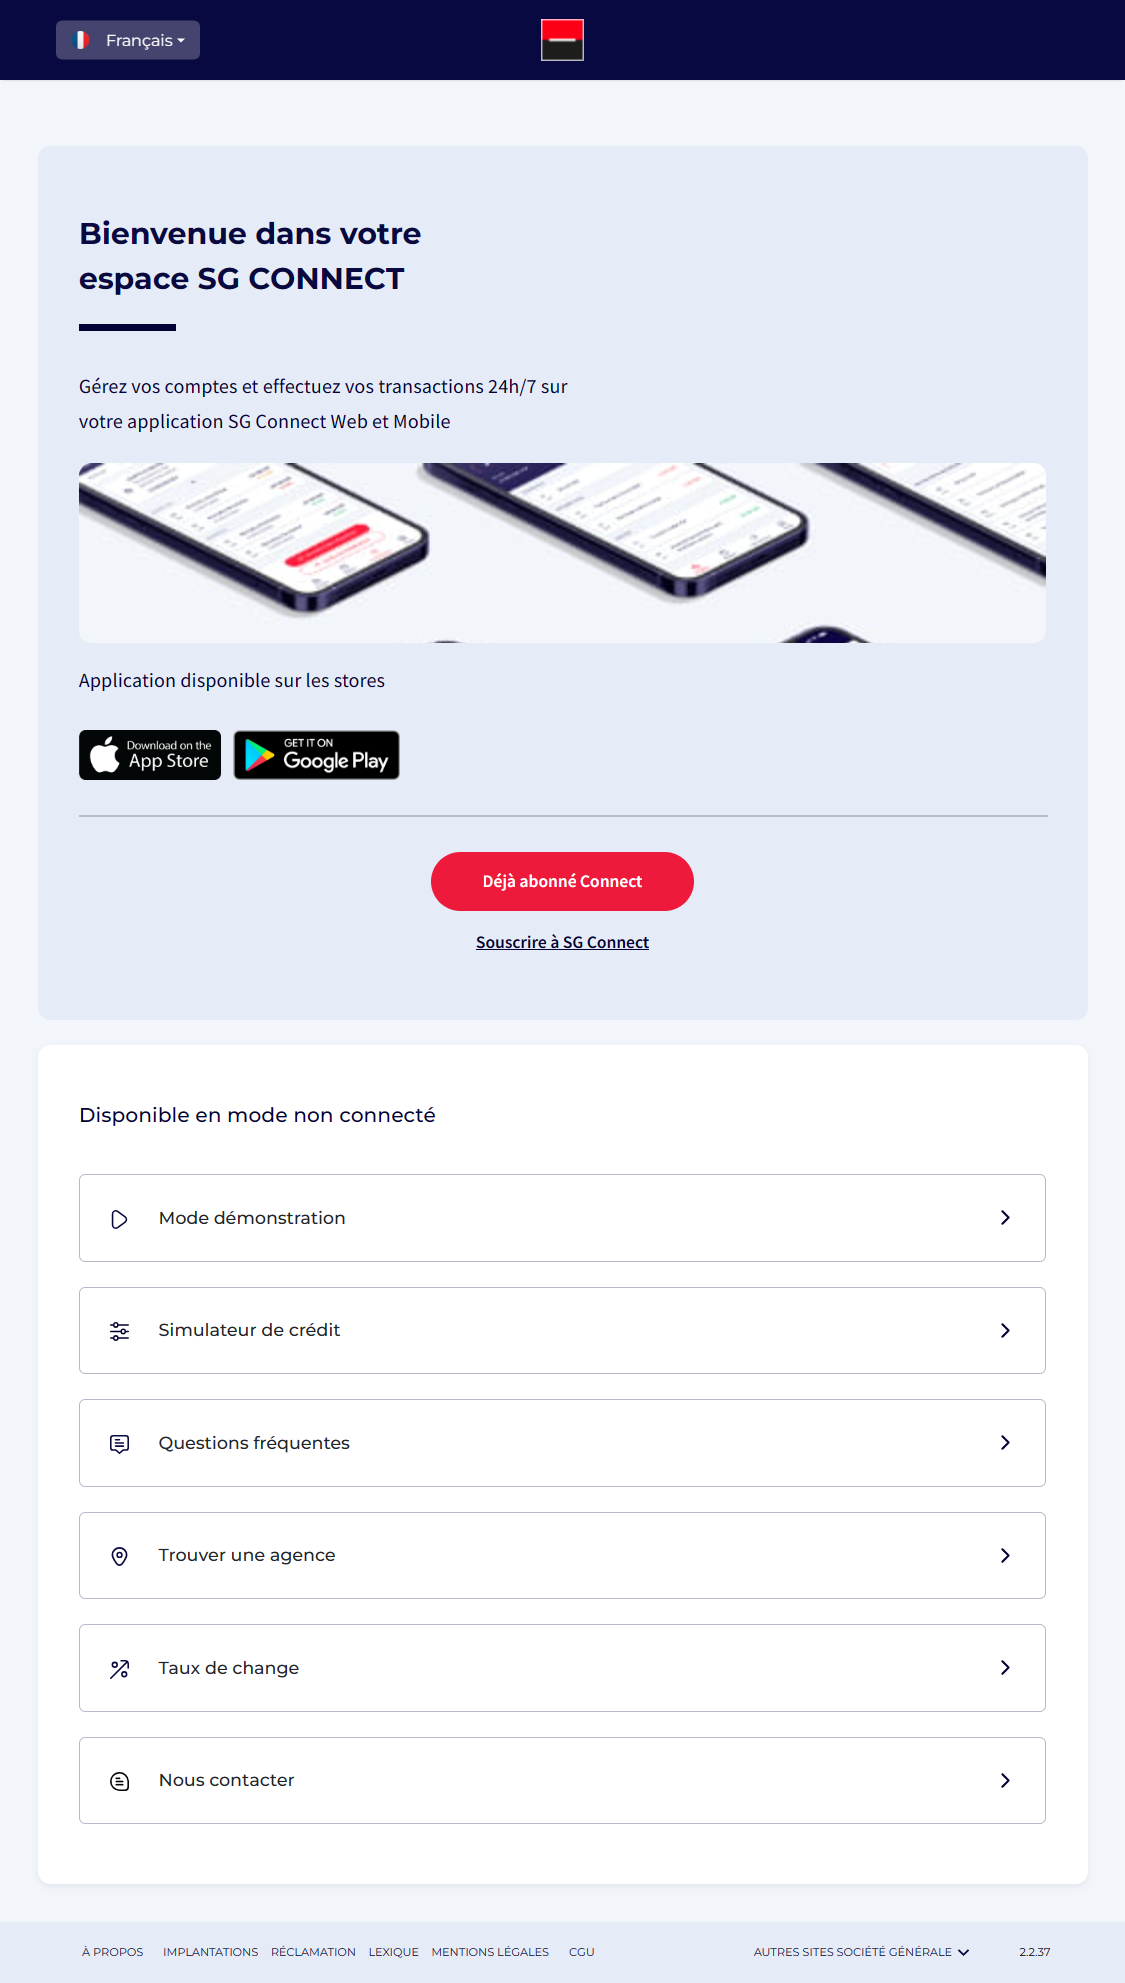 Français
Bienvenue dans votre
espace SG CONNECT
Gérez vos comptes et effectuez vos transactions 24h/7 sur
votre application SG Connect Web et Mobile
Application disponible sur les stores
Download on the
App Store
GET IT ON
Google Play
Déjà abonné Connect
Souscrire à SG Connect
Disponible en mode non connecté
Mode démonstration
Simulateur de crédit
Questions fréquentes
Trouver une agence
Taux de change
Nous contacter
À PROPOS IMPLANTATIONS RÉCLAMATION LEXIQUE MENTIONS LÉGALES CGU AUTRES SITES SOCIÉTÉ GÉNÉRALE 2.2.37